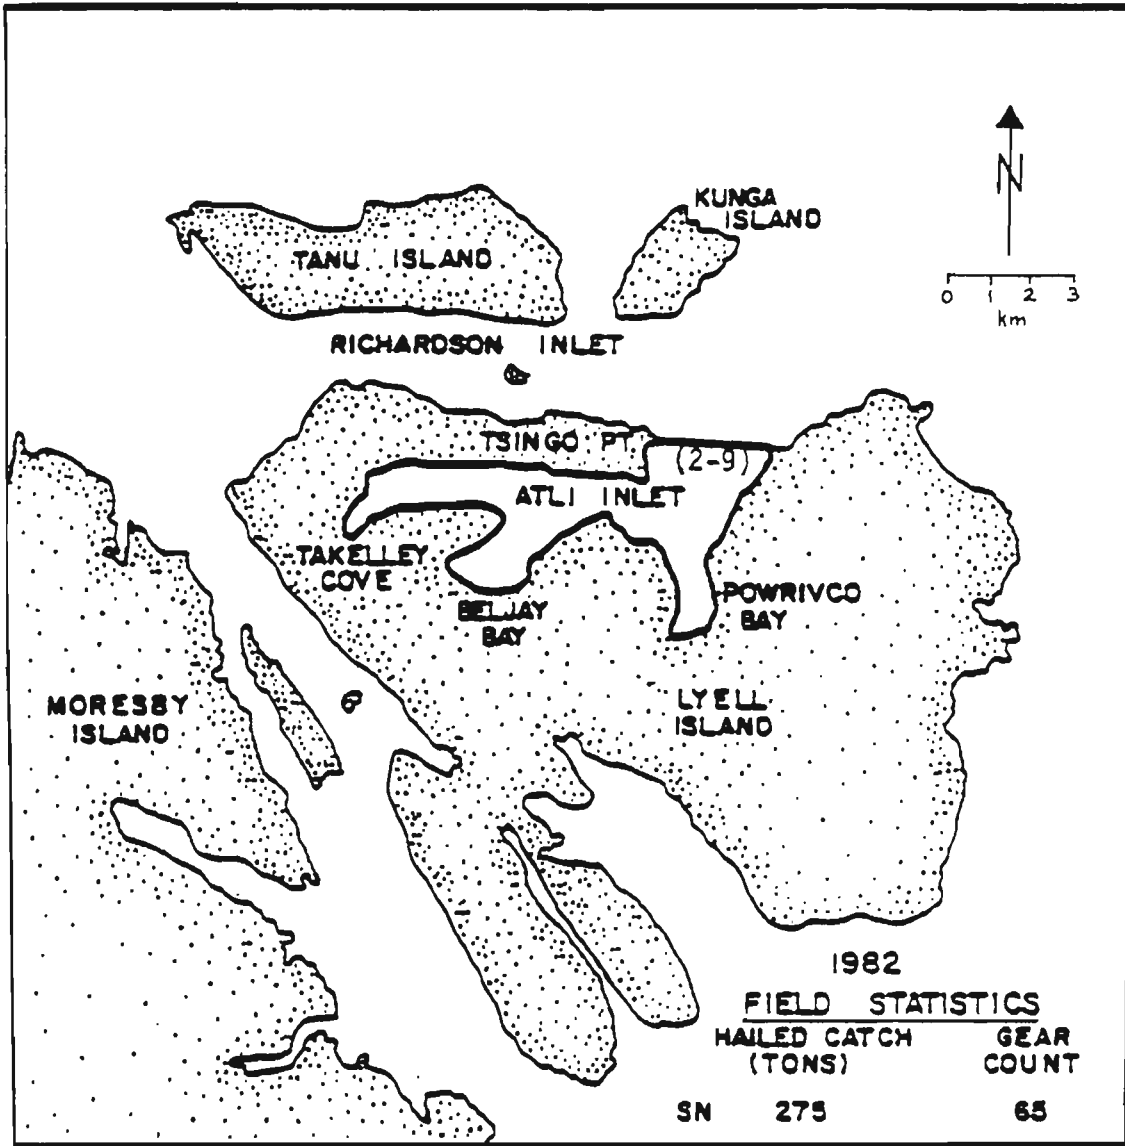 N
KUNGA
ISLAND
TANU ISLAND
0 1 2 3
km
RICHARDSON INLET
TSINGO PT.
(2-9)
ATLI INLET
TAKELLEY
COVE
BELJAY
BAY
POWRIVCO
BAY
MORESBY
ISLAND
LYELL
ISLAND
1982
FIELD STATISTICS
HAILED CATCH GEAR
(TONS) COUNT
SN 275 65